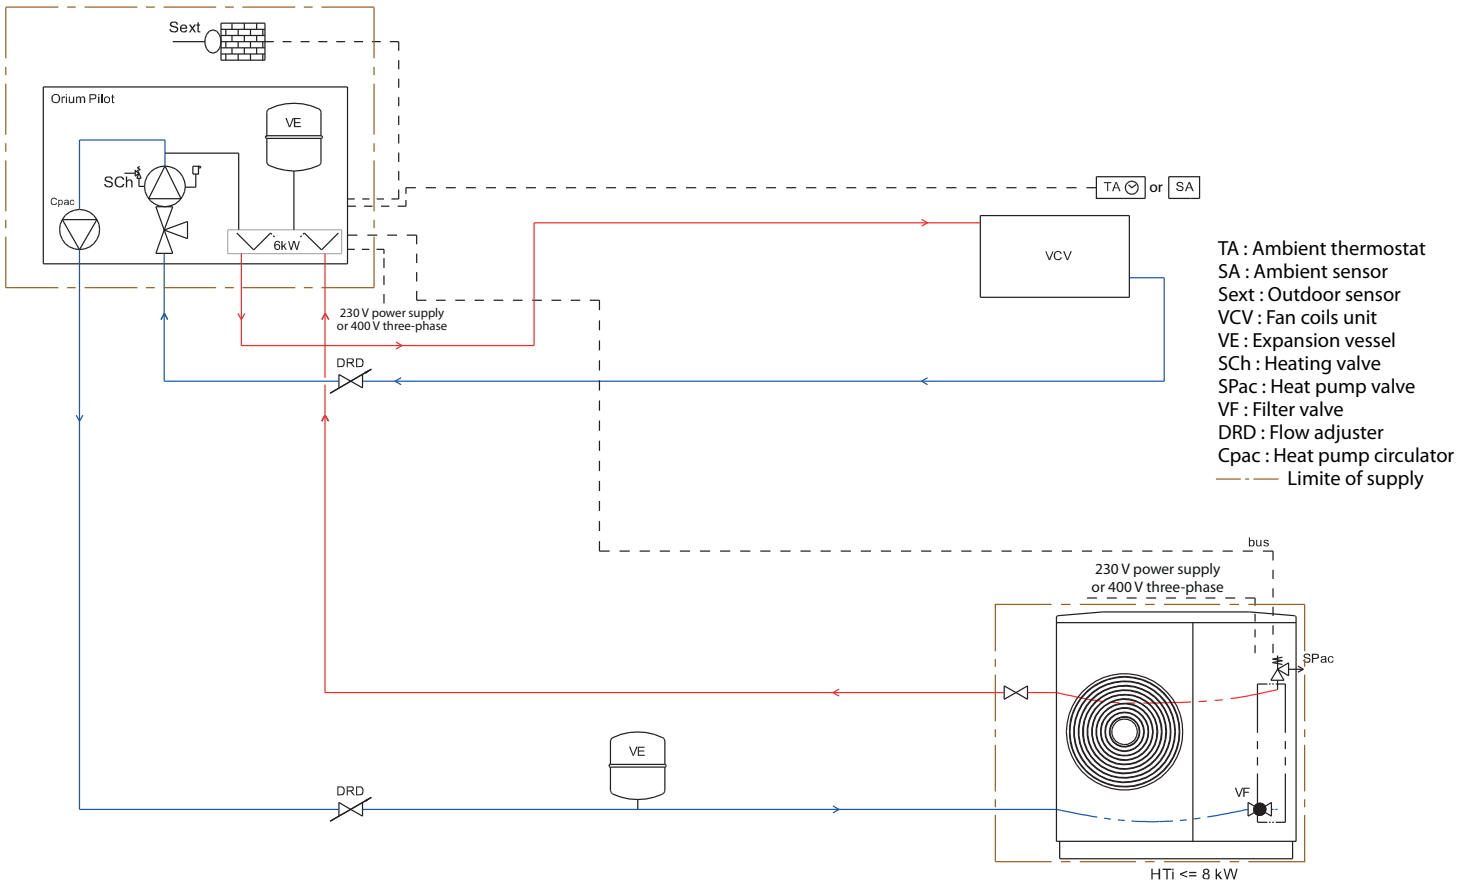 Sext
Orium Pilot
VE
SCh
Cpac
6kW
TA or SA
VCV
230 V power supply
or 400 V three-phase
DRD
TA : Ambient thermostat
SA : Ambient sensor
Sext : Outdoor sensor
VCV : Fan coils unit
VE : Expansion vessel
SCh : Heating valve
SPac : Heat pump valve
VF : Filter valve
DRD : Flow adjuster
Cpac : Heat pump circulator
Limite of supply
bus
230 V power supply
or 400 V three-phase
SPac
VE
DRD
VF
HTi <= 8 kW